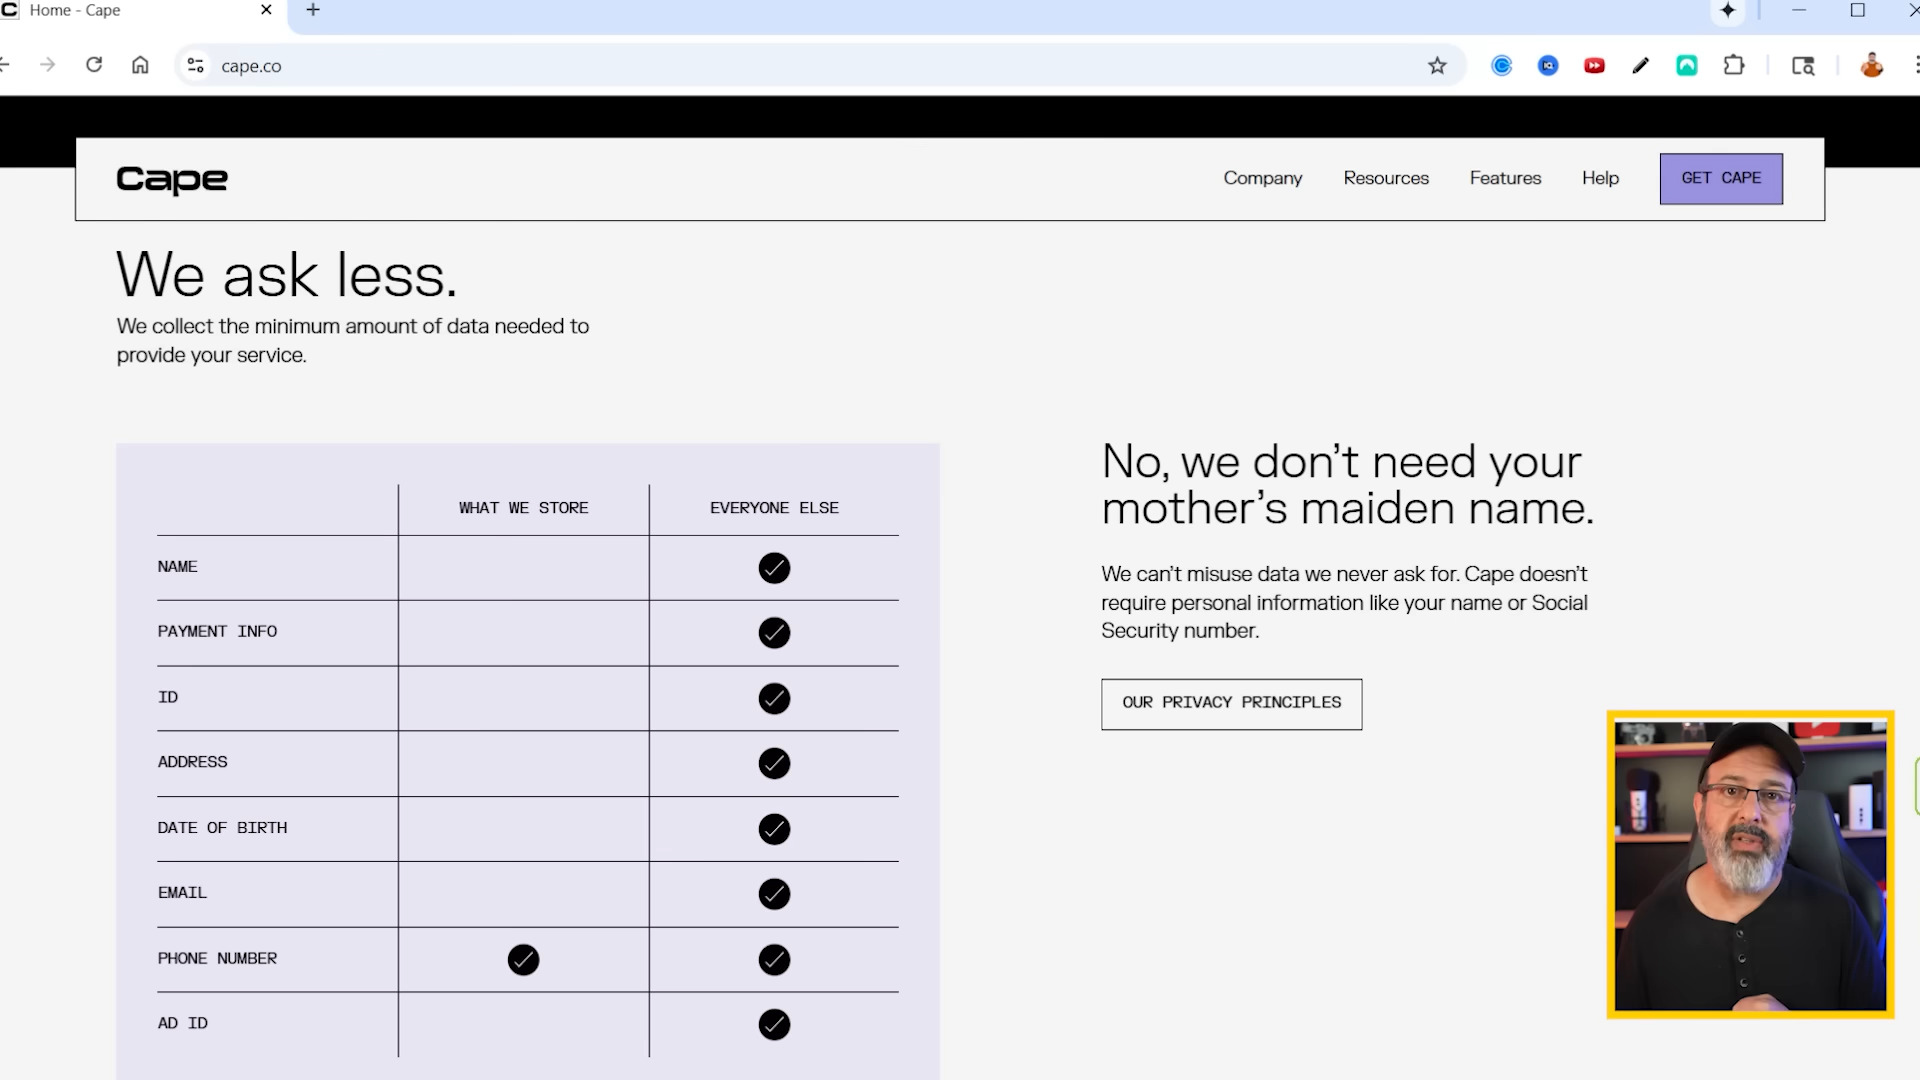 Home - Cape
cape.co
Cape
Company
Resources
Features
Help
GET CAPE
We ask less.
We collect the minimum amount of data needed to
provide your service.
WHAT WE STORE
EVERYONE ELSE
NAME
PAYMENT INFO
ID
ADDRESS
DATE OF BIRTH
EMAIL
PHONE NUMBER
AD ID
No, we don’t need your
mother’s maiden name.
We can’t misuse data we never ask for. Cape doesn’t
require personal information like your name or Social
Security number.
OUR PRIVACY PRINCIPLES